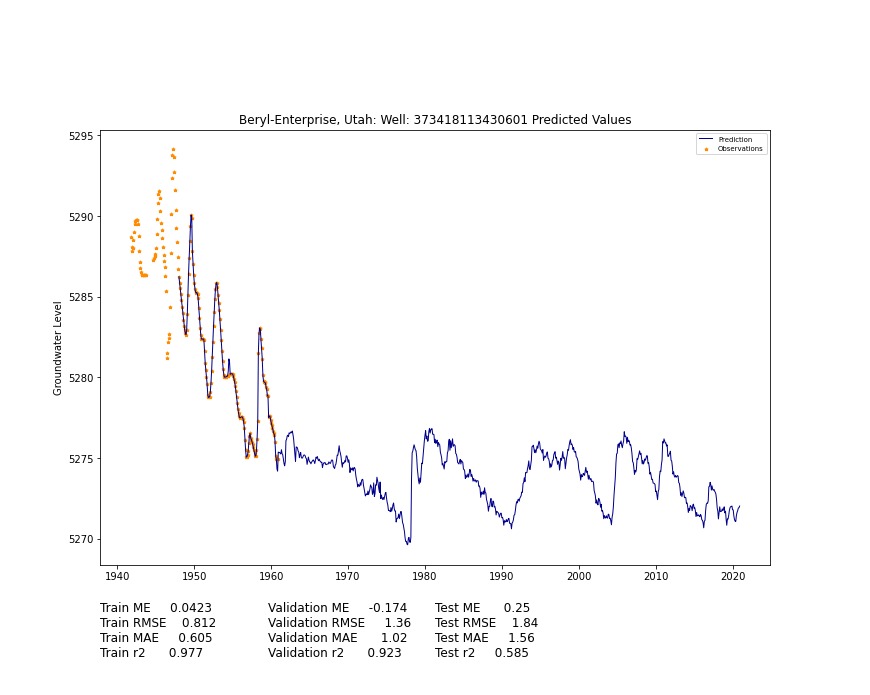 Beryl-Enterprise, Utah: Well: 373418113430601 Predicted Values
Prediction
Observations
5295
5290
5285
5280
5275
5270
Groundwater Level
1940 1950 1960 1970 1980 1990 2000 2010 2020
Train ME 0.0423 Validation ME -0.174 Test ME 0.25
Train RMSE 0.812 Validation RMSE 1.36 Test RMSE 1.84
Train MAE 0.605 Validation MAE 1.02 Test MAE 1.56
Train r2 0.977 Validation r2 0.923 Test r2 0.585